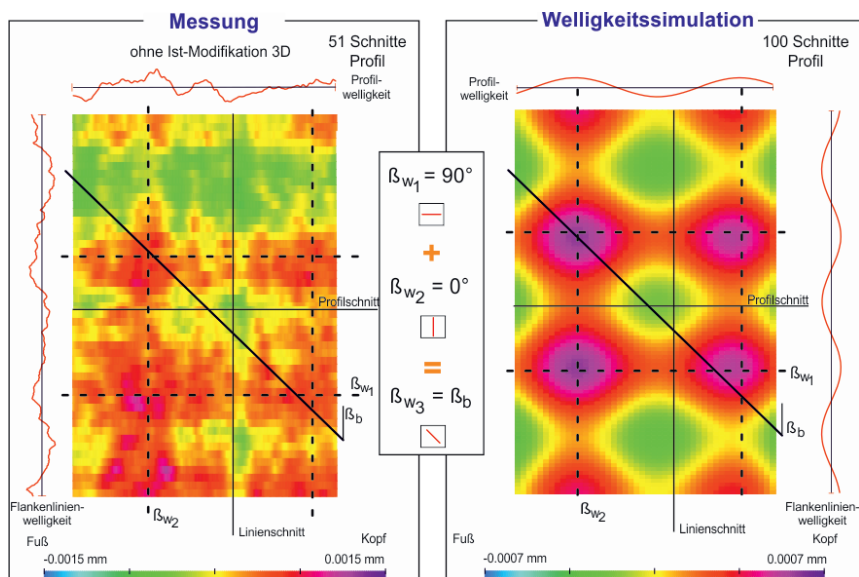 Messung
51 Schnitte
Profil
ohne Ist-Modifikation 3D
Profil-
welligkeit
Profilschnitt
ßw1
ßb
Flankenlinien-
welligkeit
ßw2
Linienschnitt
Fuß
Kopf
-0.0015 mm
0.0015 mm
ßw1 = 90°
+
ßw2 = 0°
=
ßw3 = ßb
Welligkeitssimulation
100 Schnitte
Profil
Profil-
welligkeit
Profilschnitt
ßw1
ßb
ßw2
Flankenlinien-
welligkeit
Linienschnitt
Fuß
Kopf
-0.0007 mm
0.0007 mm